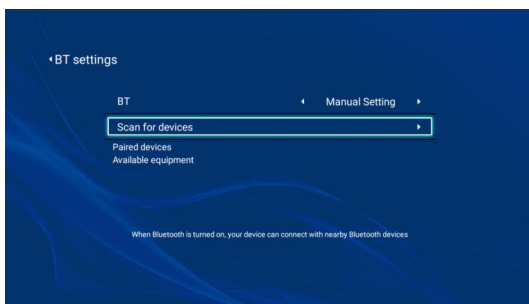 BT settings
BT Manual Setting
Scan for devices
Paired devices
Available equipment
When Bluetooth is turned on, your device can connect with nearby Bluetooth devices